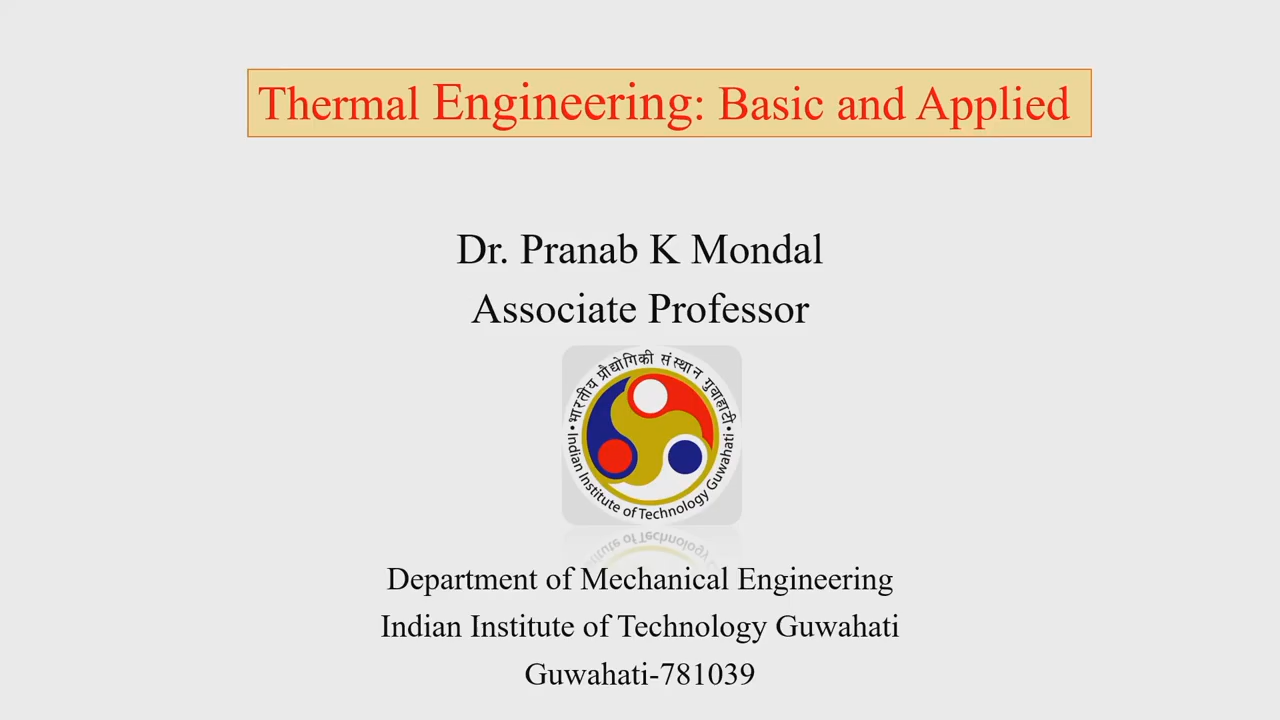 Thermal Engineering: Basic and Applied
Dr. Pranab K Mondal
Associate Professor
भारतीय प्रौद्योगिकी संस्थान गुवाहाटी
Indian Institute of Technology Guwahati
Department of Mechanical Engineering
Indian Institute of Technology Guwahati
Guwahati-781039